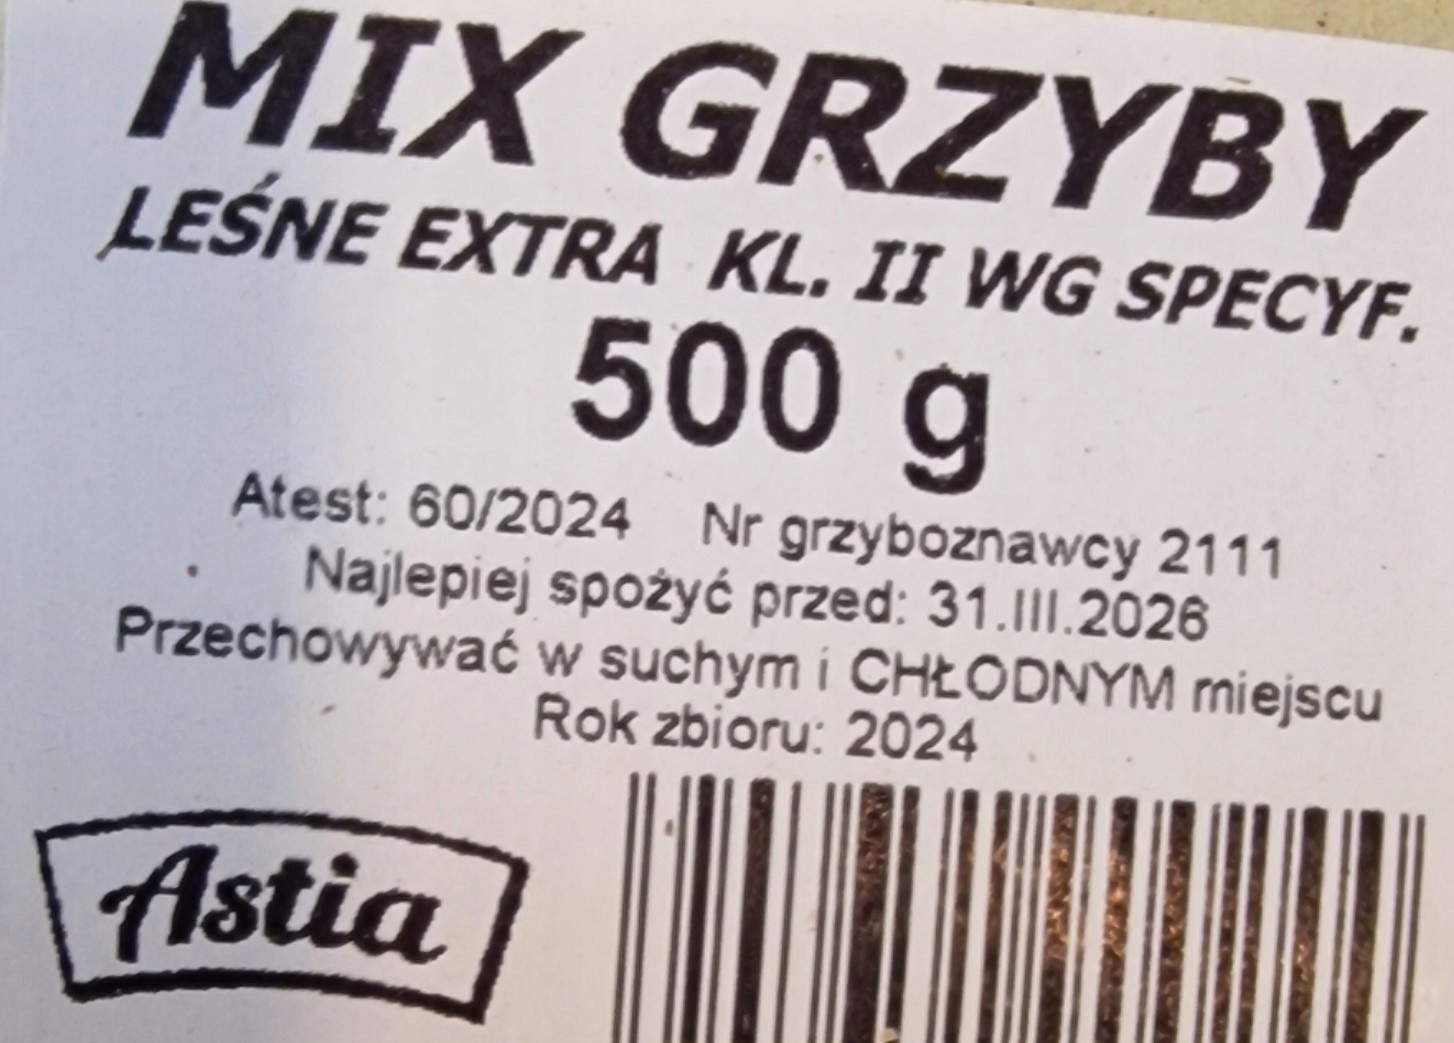 MIX GRZYBY
LEŚNE EXTRA KL. II WG SPECYF.
500 g
Atest: 60/2024 Nr grzyboznawcy 2111
Najlepiej spożyć przed: 31.III.2026
Przechowywać w suchym i CHŁODNYM miejscu
Rok zbioru: 2024
Astia